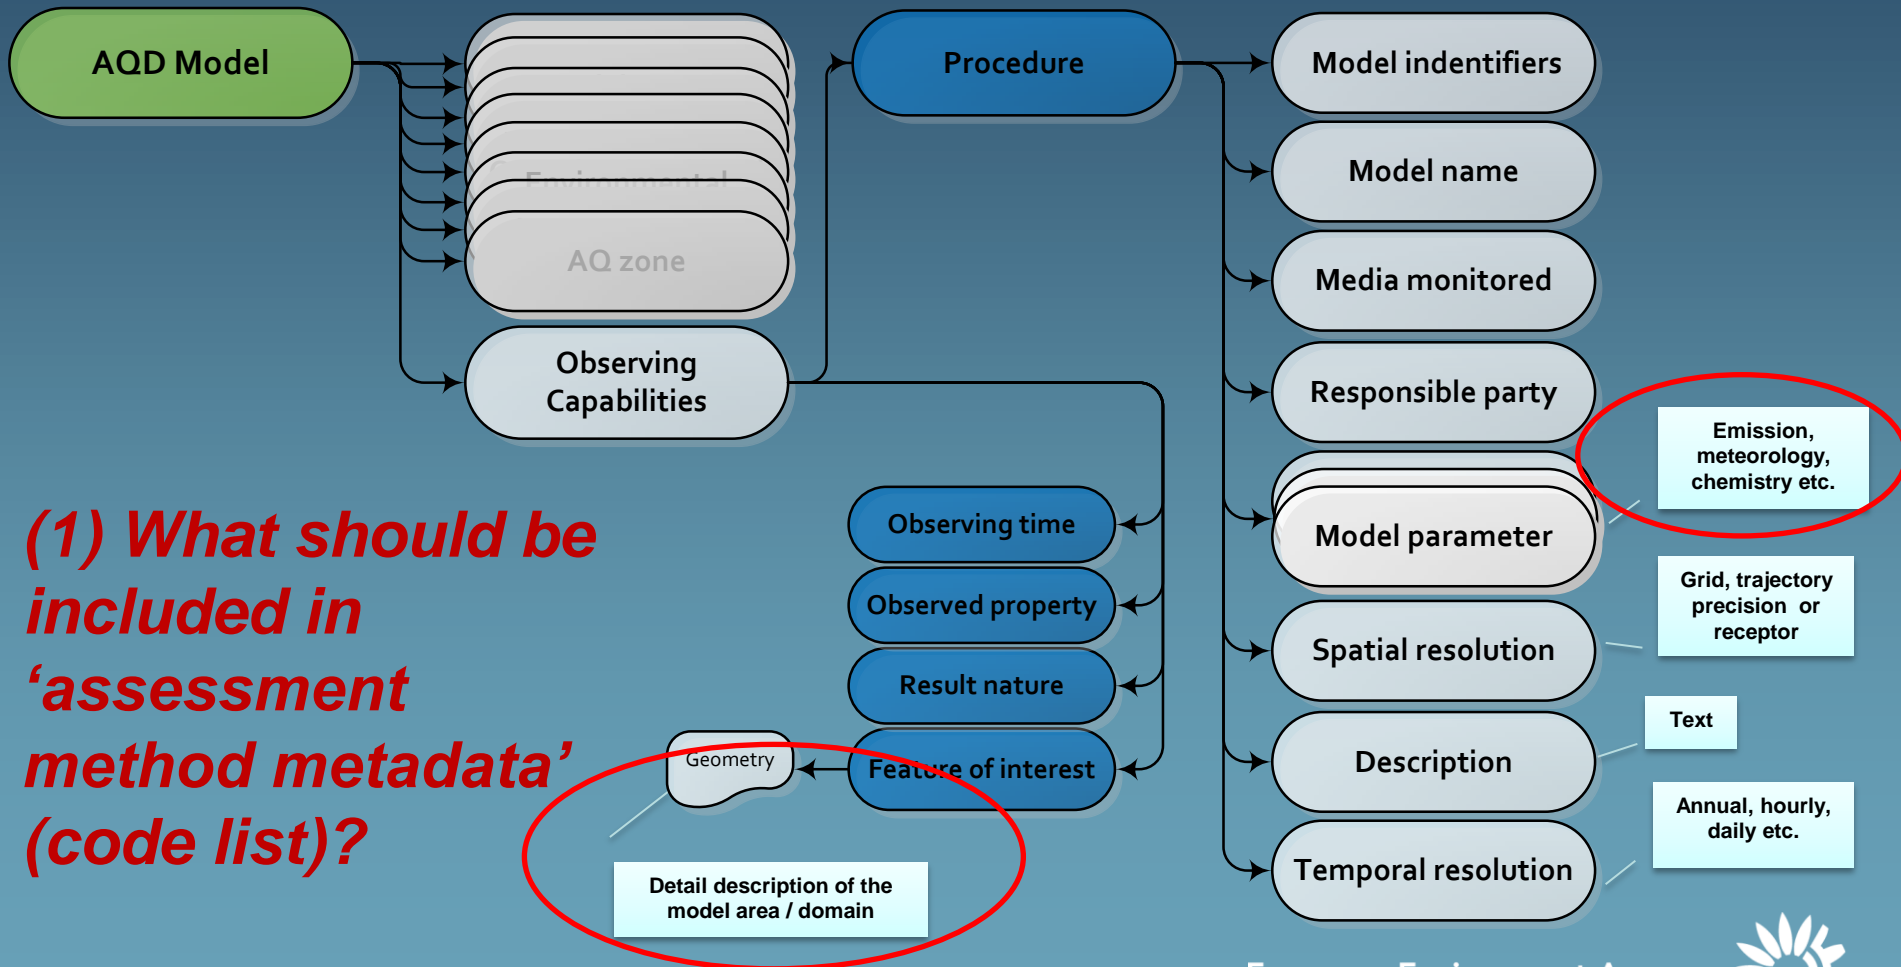 AQD Model
Environmental
AQ zone
Observing
Capabilities
Procedure
Model indentifiers
Model name
Media monitored
Responsible party
Model parameter
Spatial resolution
Description
Temporal resolution
Emission,
meteorology,
chemistry etc.
Grid, trajectory
precision or
receptor
Text
Annual, hourly,
daily etc.
Observing time
Observed property
Result nature
Feature of interest
Geometry
Detail description of the
model area / domain
(1) What should be
included in
‘assessment
method metadata’
(code list)?